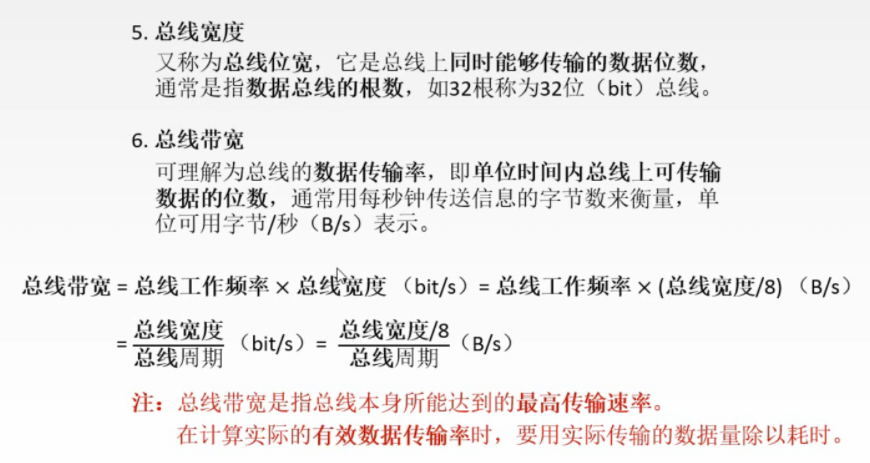 5. 总线宽度
又称为总线位宽，它是总线上同时能够传输的数据位数，
通常是指数据总线的根数，如32根称为32位（bit）总线。
6. 总线带宽
可理解为总线的数据传输率，即单位时间内总线上可传输
数据的位数，通常用每秒钟传送信息的字节数来衡量，单
位可用字节/秒（B/s）表示。
总线带宽 = 总线工作频率 × 总线宽度 （bit/s）= 总线工作频率 × (总线宽度/8) （B/s）
= 总线宽度/总线周期 （bit/s）= 总线宽度/8/总线周期 （B/s）
注：总线带宽是指总线本身所能达到的最高传输速率。
在计算实际的有效数据传输率时，要用实际传输的数据量除以耗时。